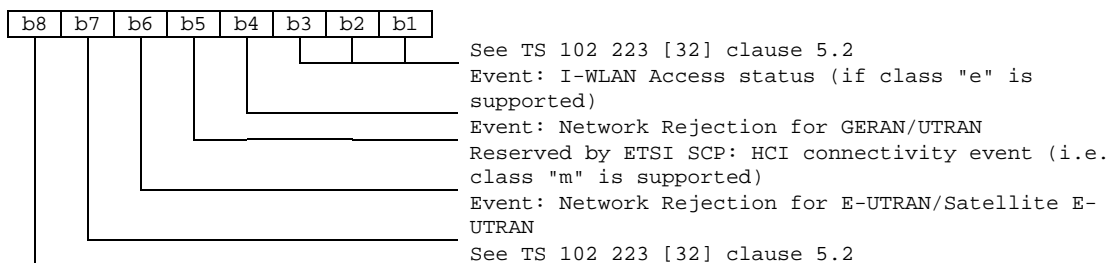 b8 b7 b6 b5 b4 b3 b2 b1
See TS 102 223 [32] clause 5.2
Event: I-WLAN Access status (if class "e" is
supported)
Event: Network Rejection for GERAN/UTRAN
Reserved by ETSI SCP: HCI connectivity event (i.e.
class "m" is supported)
Event: Network Rejection for E-UTRAN/Satellite E-
UTRAN
See TS 102 223 [32] clause 5.2